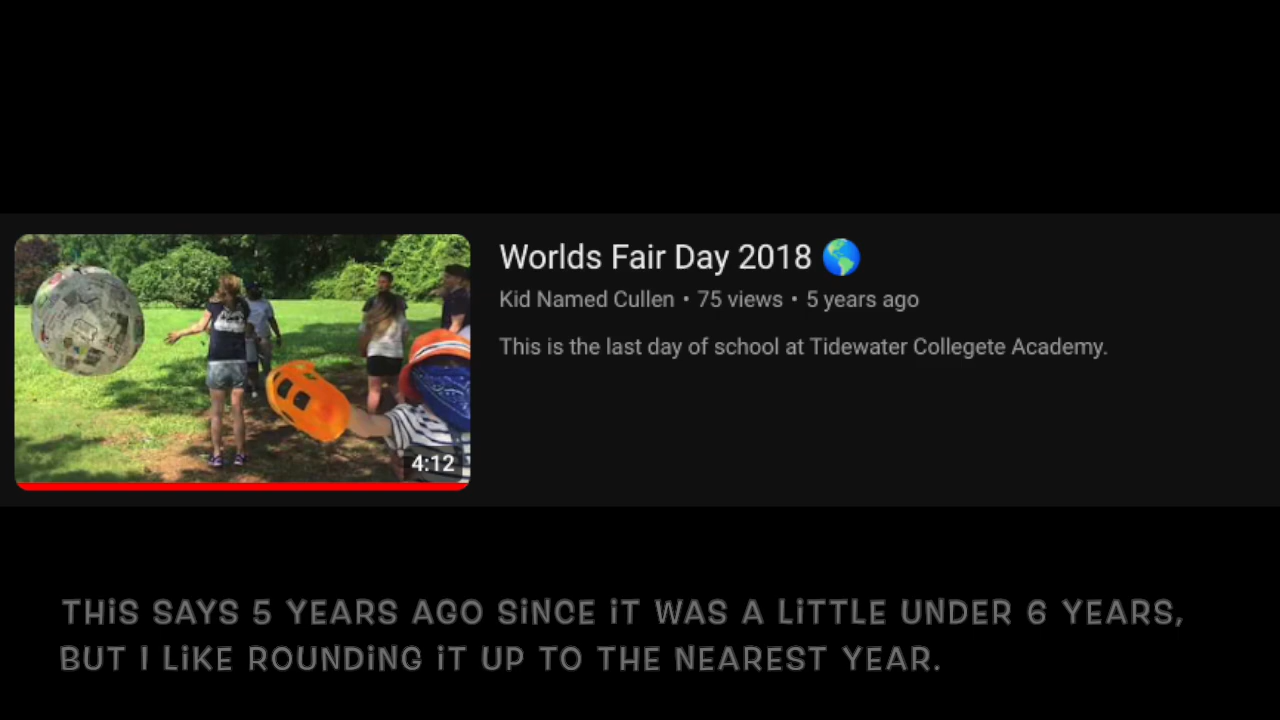 Worlds Fair Day 2018 🌎
Kid Named Cullen • 75 views • 5 years ago
This is the last day of school at Tidewater Collegete Academy.
4:12
THiS SAYS 5 YEARS AGO SiNCE iT WAS A LiTTLE UNDER 6 YEARS,
BUT I LiKE ROUNDiNG iT UP TO THE NEAREST YEAR.